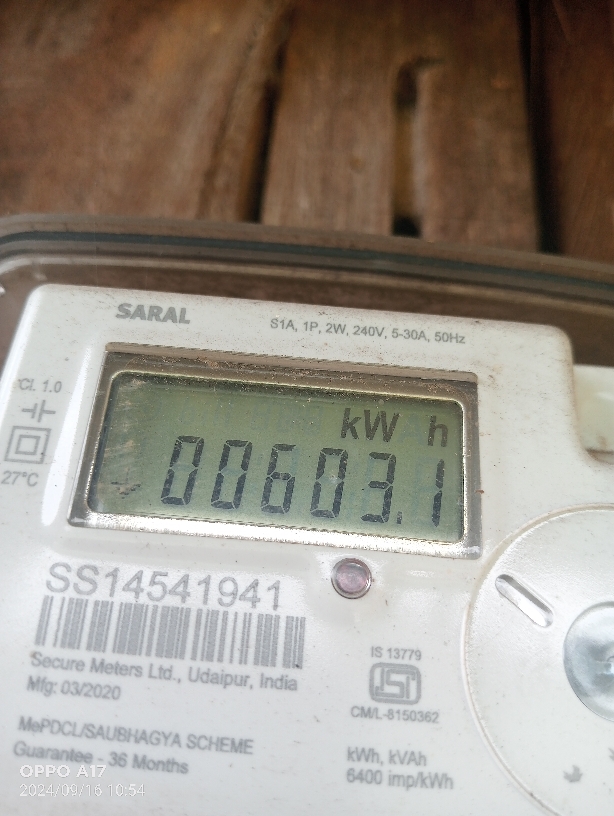 SARAL
S1A, 1P, 2W, 240V, 5-30A, 50Hz
CL 1.0
27°C
kW h
00603.1
SS14541941
Secure Meters Ltd., Udaipur, India
Mfg: 03/2020
MePDCL/SAUBHAGYA SCHEME
Guarantee - 36 Months
IS 13779
ISI
CM/L-8150362
kWh, kVAh
6400 imp/kWh
OPPO A17
2024/09/16 10:54